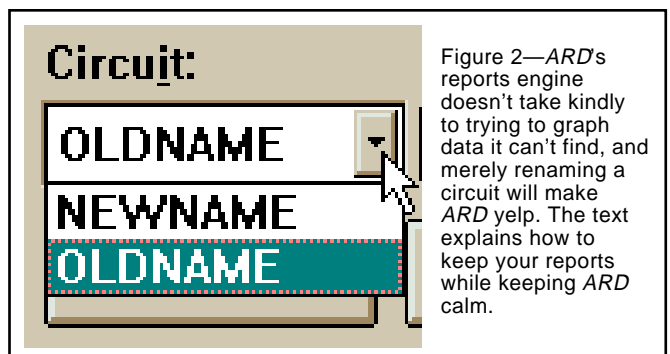 Circuit:
OLDNAME
NEWNAME
OLDNAME
Figure 2—ARD's
reports engine
doesn't take kindly
to trying to graph
data it can't find, and
merely renaming a
circuit will make
ARD yelp. The text
explains how to
keep your reports
while keeping ARD
calm.